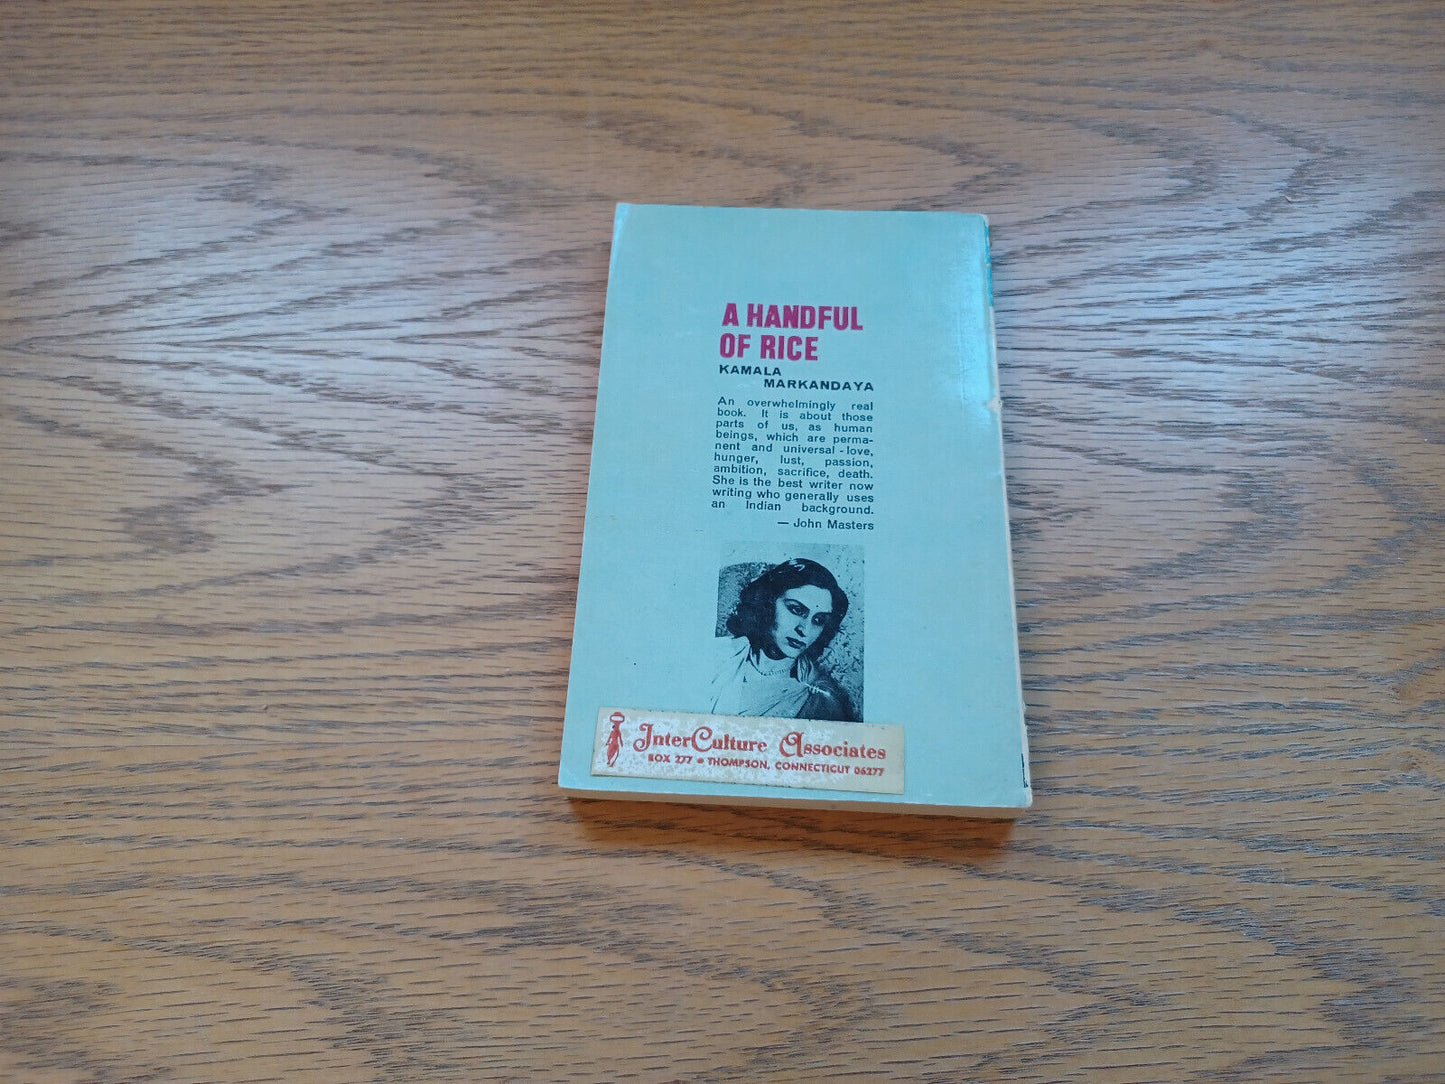 A HANDFUL
OF RICE
KAMALA
MARKANDAYA
An overwhelmingly real
book. It is about those
parts of us, as human
beings, which are perma-
nent and universal - love,
hunger, lust, passion,
ambition, sacrifice, death.
She is the best writer now
writing who generally uses
an Indian background.
— John Masters
InterCulture Associates
BOX 277 • THOMPSON, CONNECTICUT 06277